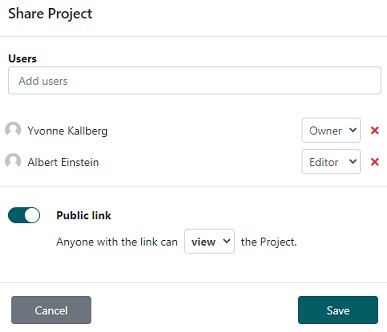 Share Project
Users
Add users
Yvonne Kallberg Owner
Albert Einstein Editor
Public link
Anyone with the link can view the Project.
Cancel Save